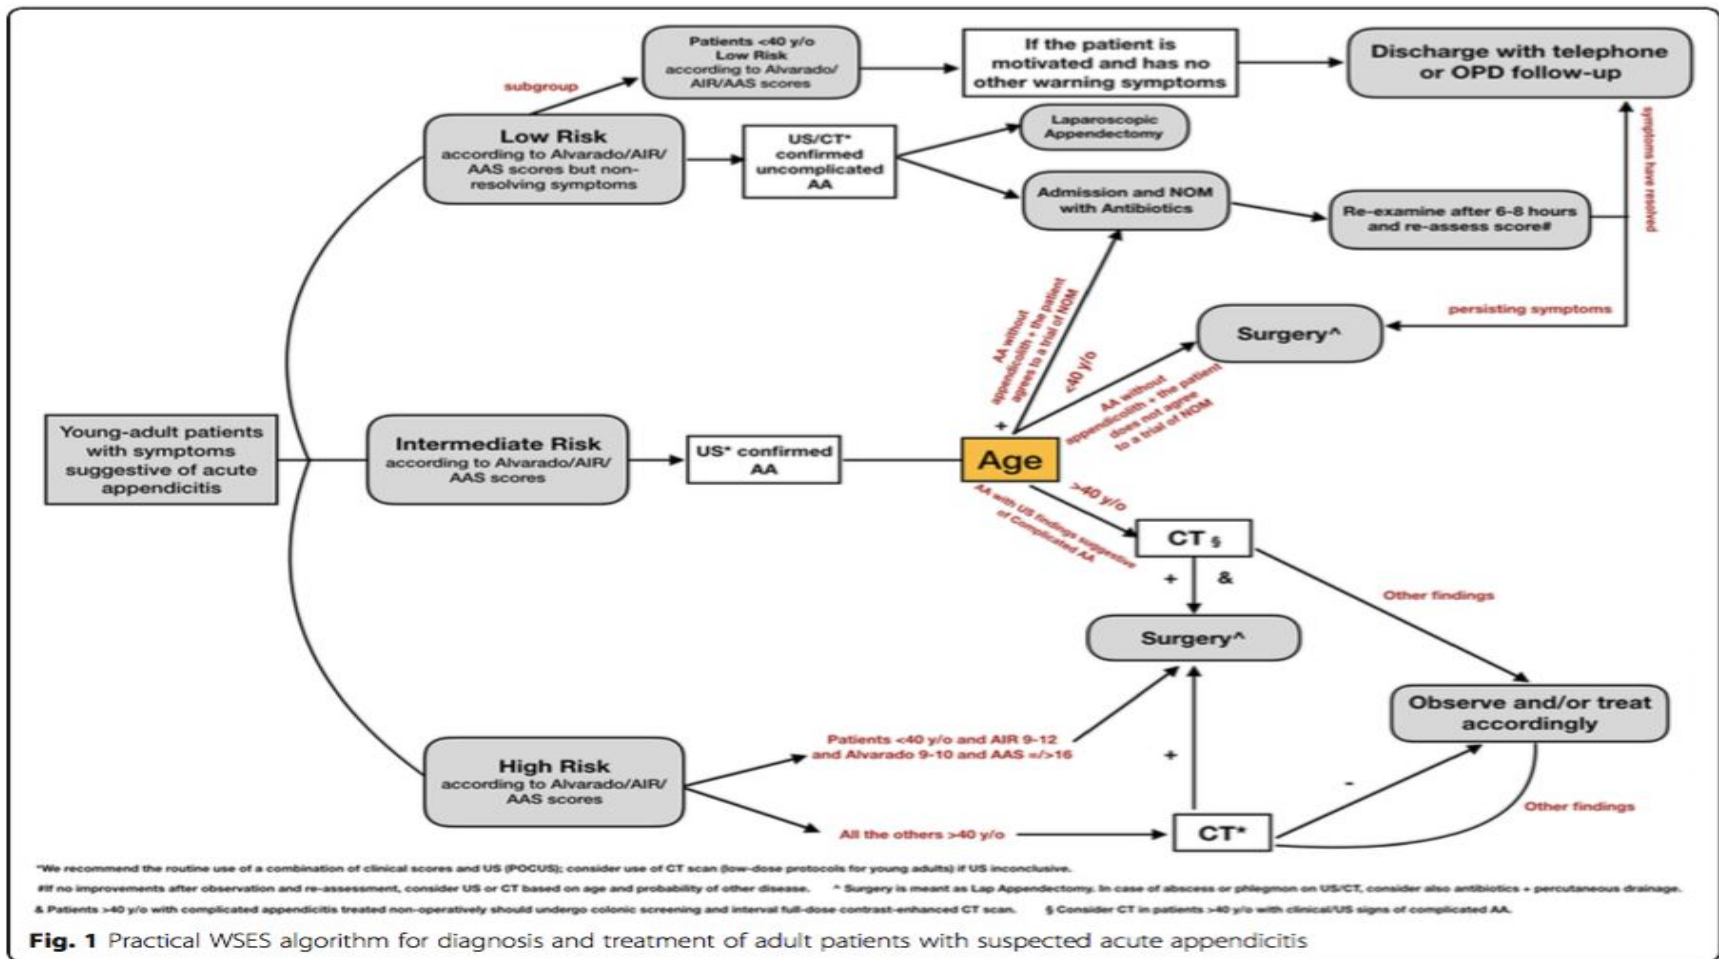 Patients <40 y/o
Low Risk
according to Alvarado/
AIR/AAS scores
If the patient is
motivated and has no
other warning symptoms
Discharge with telephone
or OPD follow-up
subgroup
Low Risk
according to Alvarado/AIR/
AAS scores but non-
resolving symptoms
US/CT*
confirmed
uncomplicated
AA
Laparoscopic
Appendectomy
Admission and NOM
with Antibiotics
Re-examine after 6-8 hours
and re-assess score#
symptoms have resolved
persisting symptoms
Surgery^
AA without
appendicolith + the patient
agrees to a trial of NOM
<40 y/o
AA without
appendicolith + the patient
does not agree
to a trial of NOM
+
Young-adult patients
with symptoms
suggestive of acute
appendicitis
Intermediate Risk
according to Alvarado/AIR/
AAS scores
US* confirmed
AA
Age
>40 y/o
AA with US findings suggestive
of Complicated AA
CT §
+ &
Other findings
Surgery^
Observe and/or treat
accordingly
High Risk
according to Alvarado/AIR/
AAS scores
Patients <40 y/o and AIR 9-12
and Alvarado 9-10 and AAS =/>16
+
-
Other findings
All the others >40 y/o
CT*
*We recommend the routine use of a combination of clinical scores and US (POCUS); consider use of CT scan (low-dose protocols for young adults) if US inconclusive.
#If no improvements after observation and re-assessment, consider US or CT based on age and probability of other disease. ^ Surgery is meant as Lap Appendectomy. In case of abscess or phlegmon on US/CT, consider also antibiotics + percutaneous drainage.
& Patients >40 y/o with complicated appendicitis treated non-operatively should undergo colonic screening and interval full-dose contrast-enhanced CT scan. § Consider CT in patients >40 y/o with clinical/US signs of complicated AA.
Fig. 1 Practical WSES algorithm for diagnosis and treatment of adult patients with suspected acute appendicitis